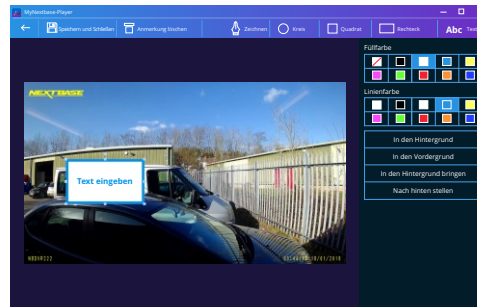 MyNextbase-Player
Speichern und Schließen
Anmerkung löschen
Zeichnen
Kreis
Quadrat
Rechteck
Abc Text
Füllfarbe
NEXTBASE
Linienfarbe
In den Hintergrund
In den Vordergrund
In den Hintergrund bringen
Nach hinten stellen
Text eingeben